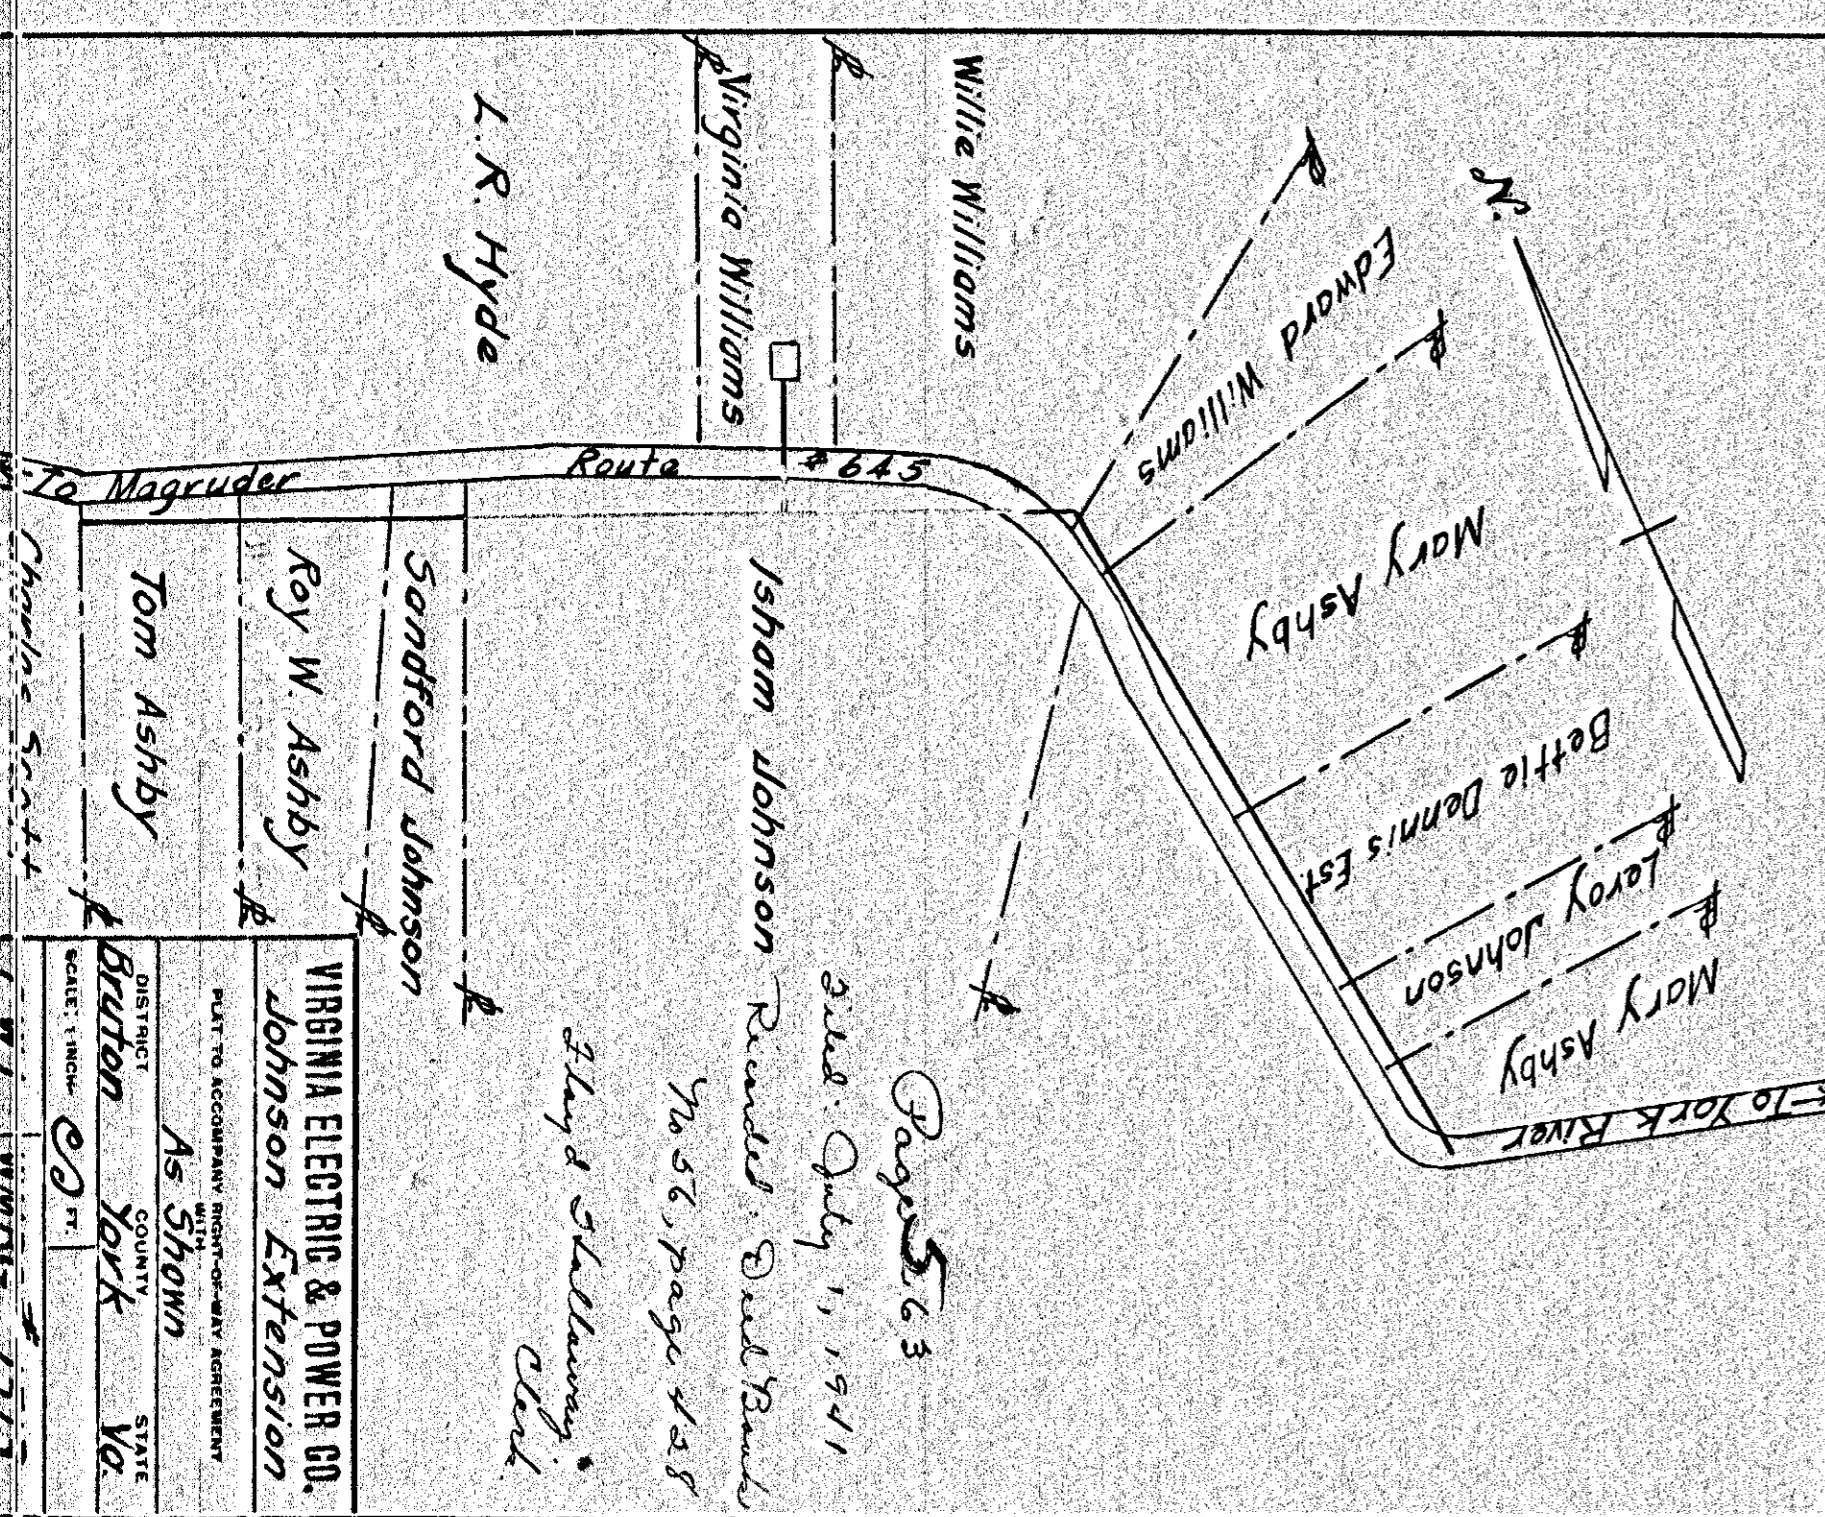 Willie Williams
Virginia Williams
L. R. Hyde
N.
Edward Williams
Mary Ashby
Bettie Dennis Est.
Leroy Johnson
Mary Ashby
To York River
To Magruder
Route # 645
Isham Johnson
Sandford Johnson
Roy W. Ashby
Tom Ashby
Charles Scott
Page 563
Filed: July 1, 1941
Recorded: Deed Book
No 56, page 428
Floyd Holloway
Clerk
VIRGINIA ELECTRIC & POWER CO.
Johnson Extension
PLAT TO ACCOMPANY RIGHT-OF-WAY AGREEMENT
WITH
As Shown
DISTRICT COUNTY STATE
Bruton York Va.
SCALE: 1 INCH= FT.